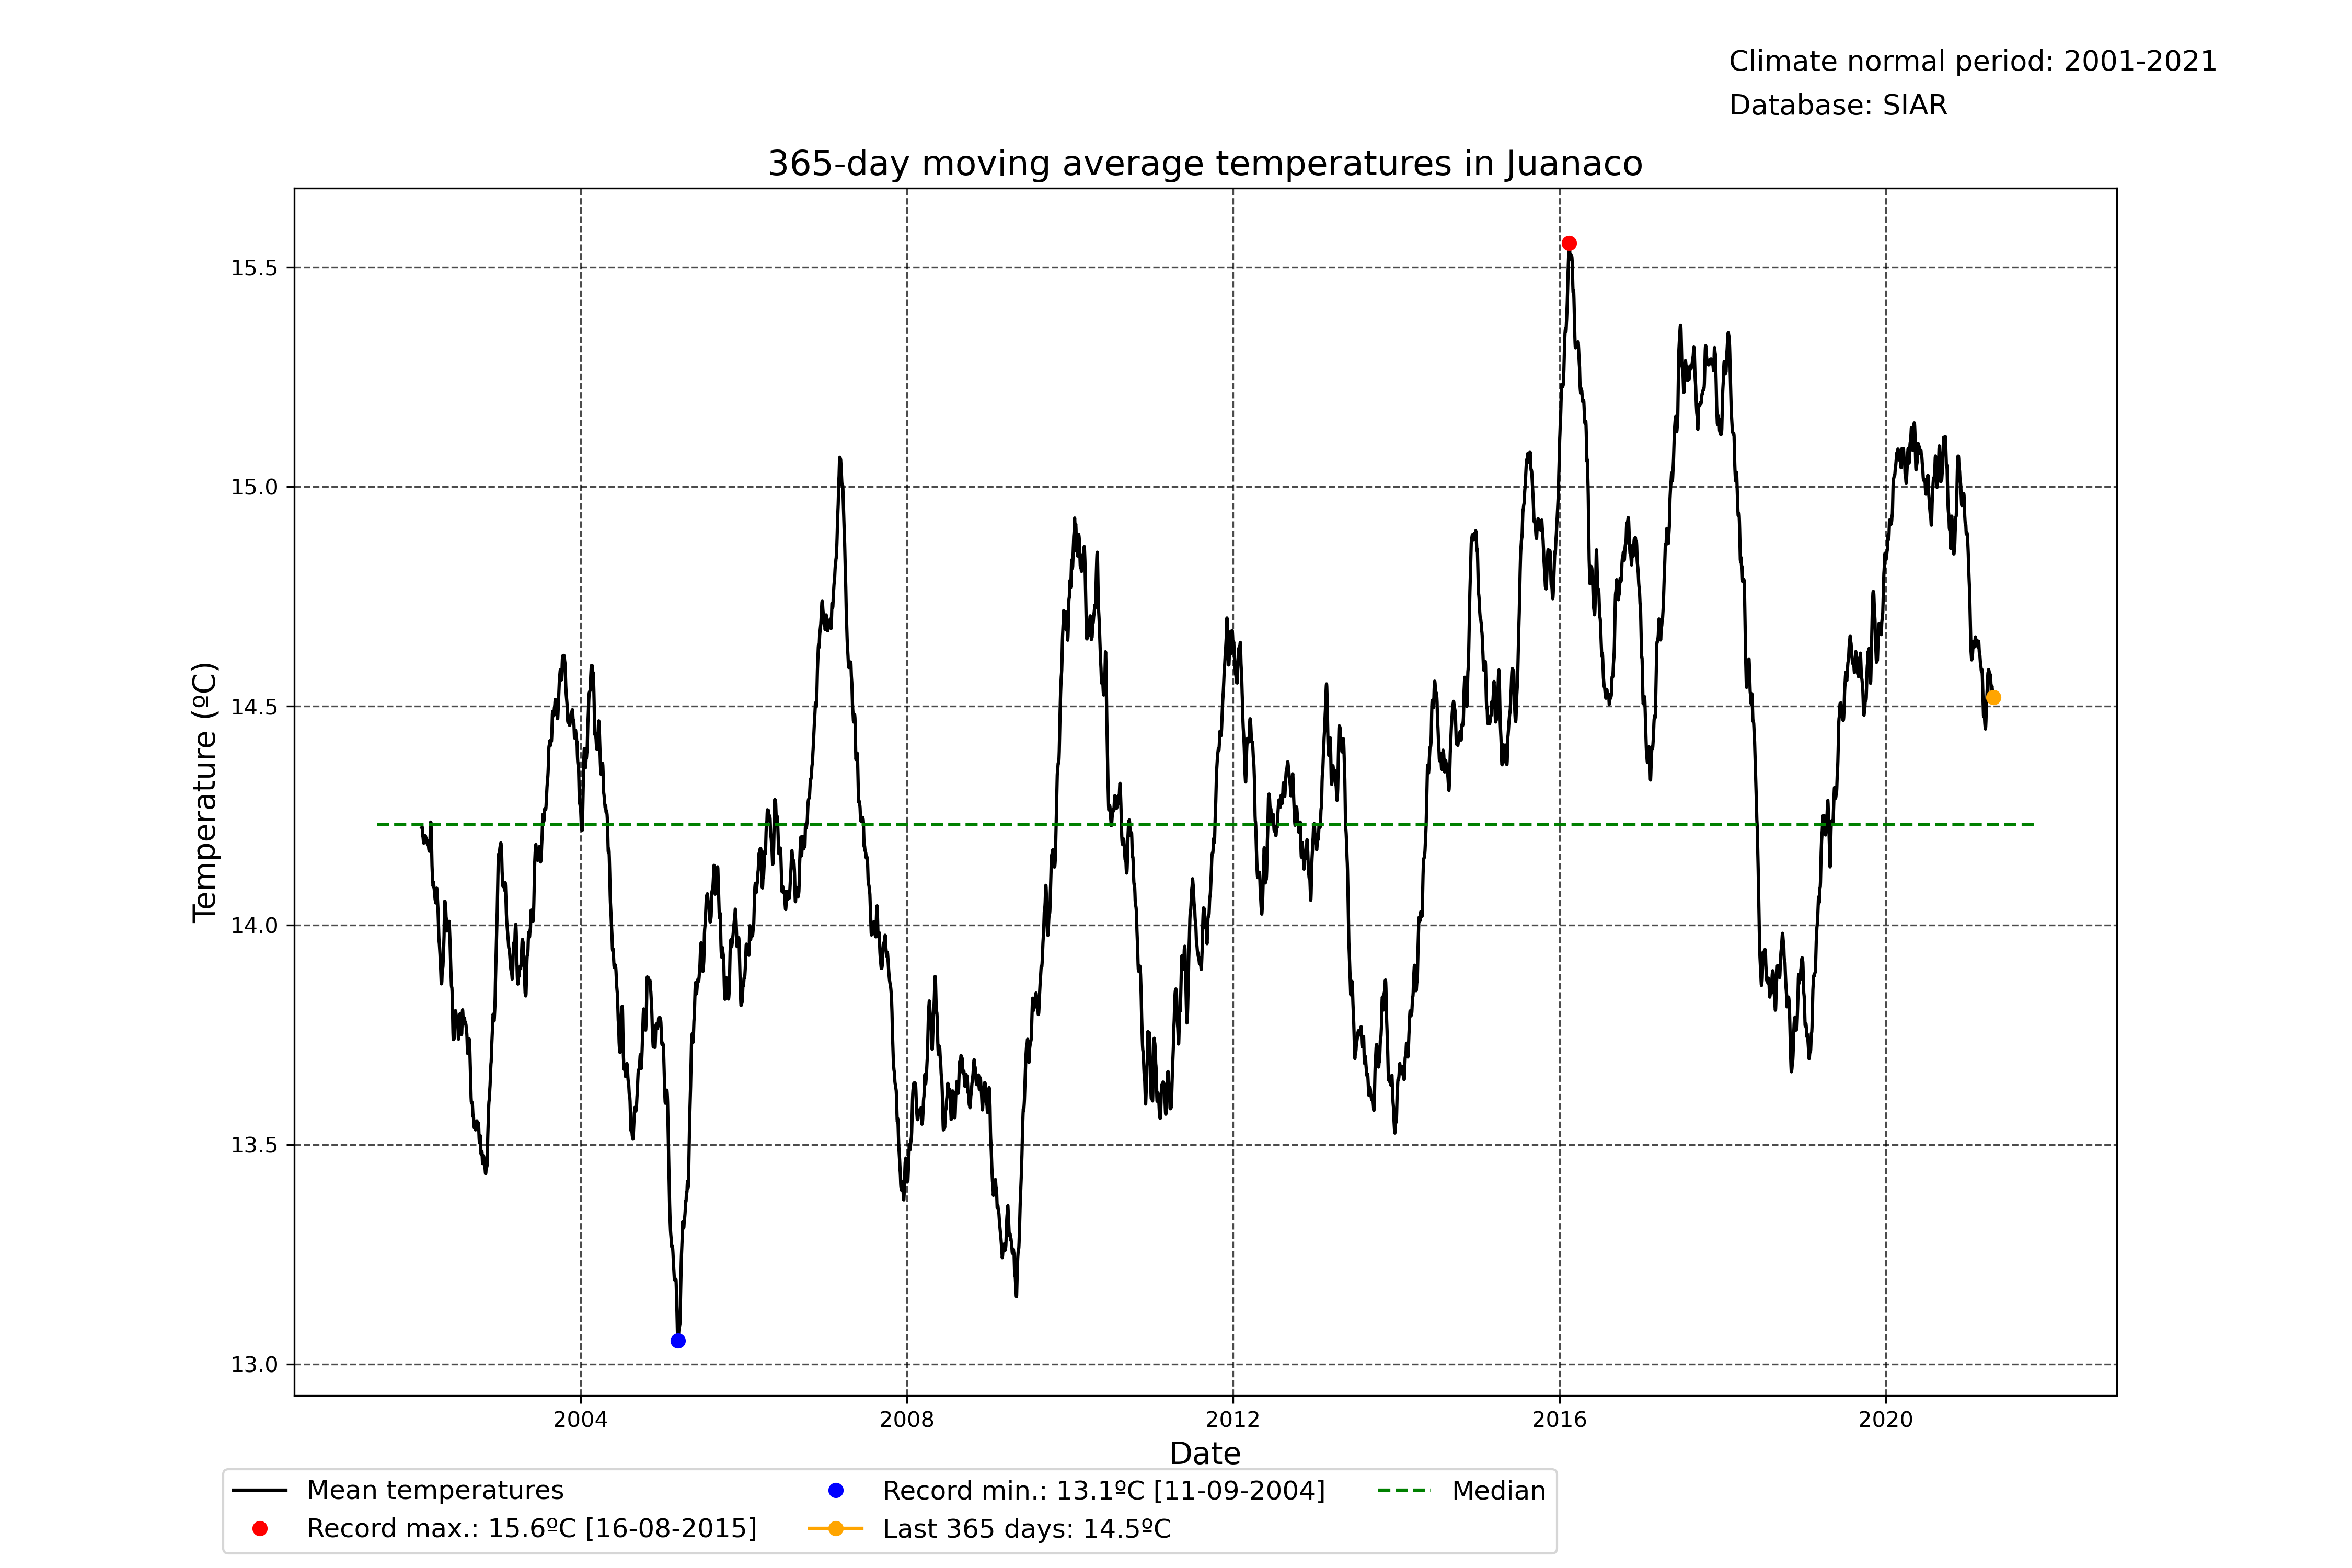 Climate normal period: 2001-2021
Database: SIAR
365-day moving average temperatures in Juanaco
Temperature (ºC)
15.5
15.0
14.5
14.0
13.5
13.0
2004 2008 2012 2016 2020
Date
Mean temperatures
Record max.: 15.6ºC [16-08-2015]
Record min.: 13.1ºC [11-09-2004]
Last 365 days: 14.5ºC
Median